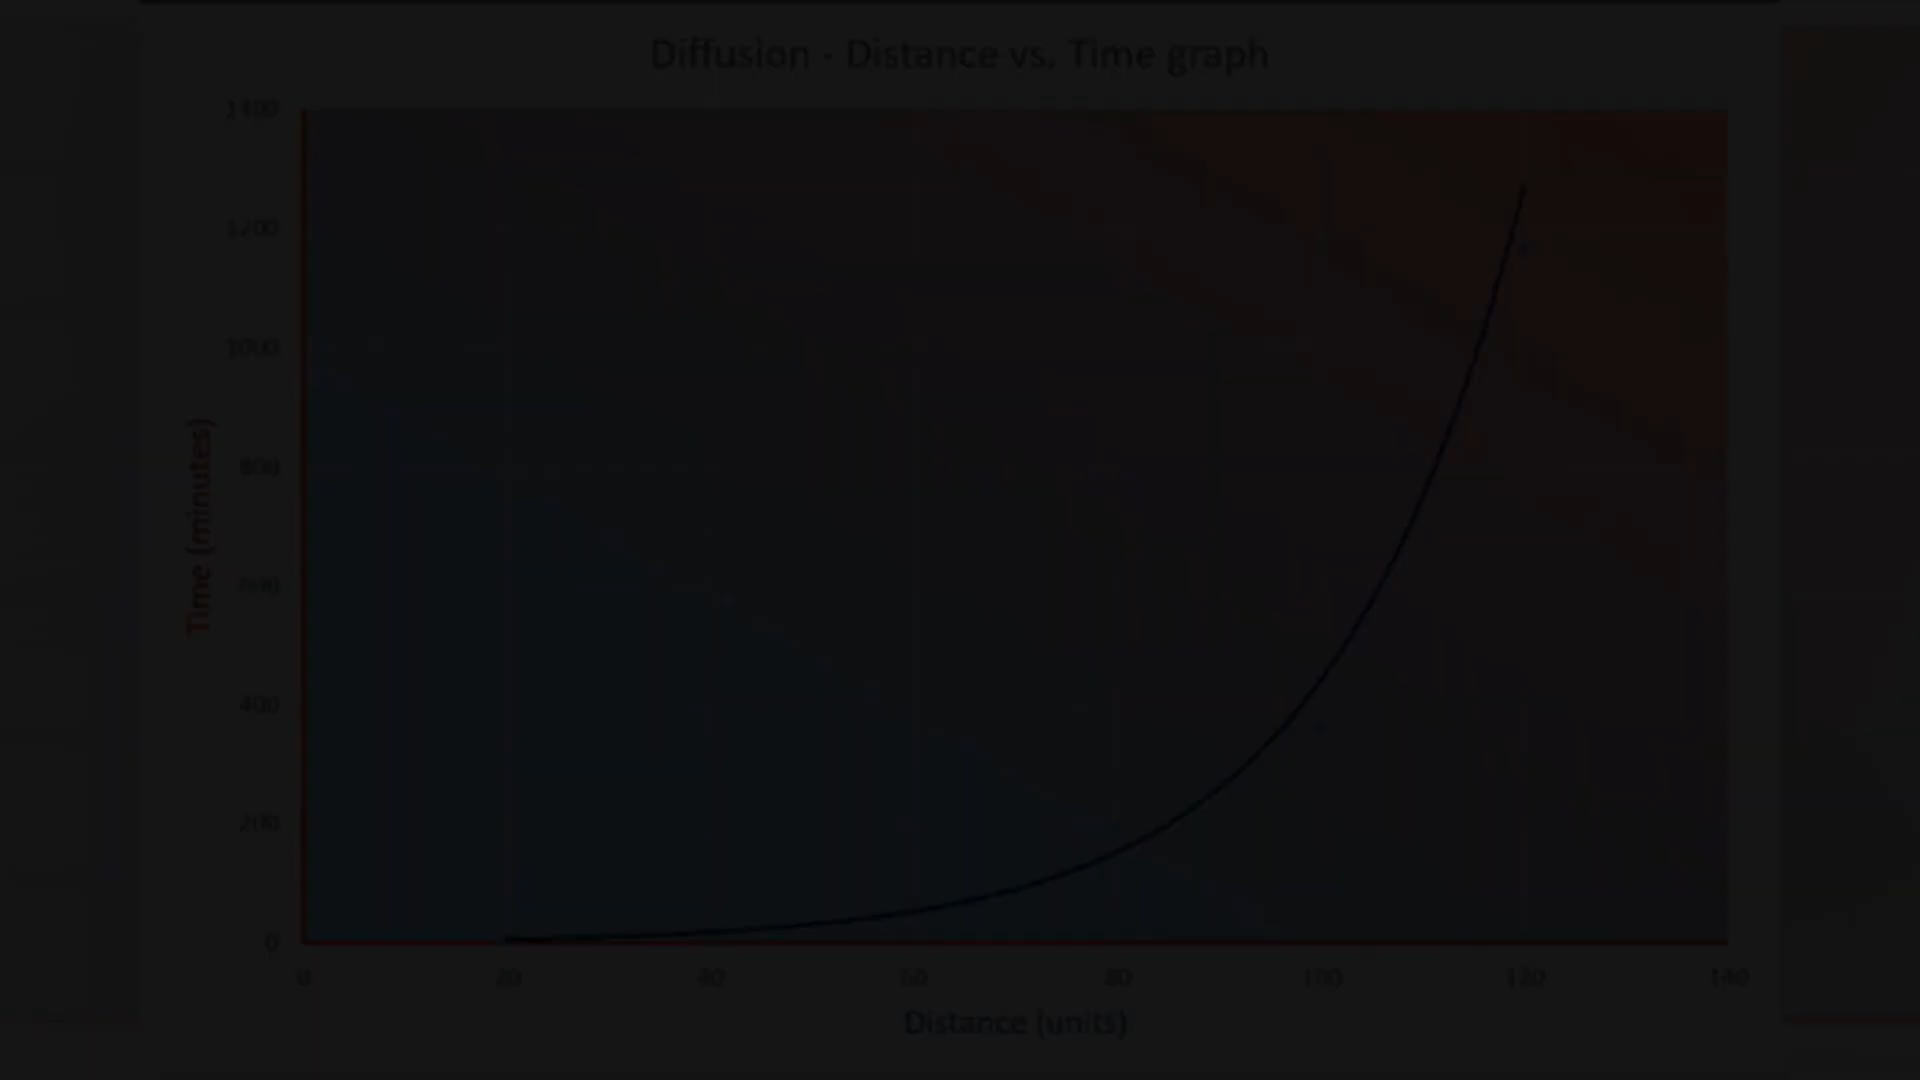 Diffusion - Distance vs. Time graph
1400
1200
1000
800
600
400
200
0
Time (minutes)
0 20 40 60 80 100 120 140
Distance (units)